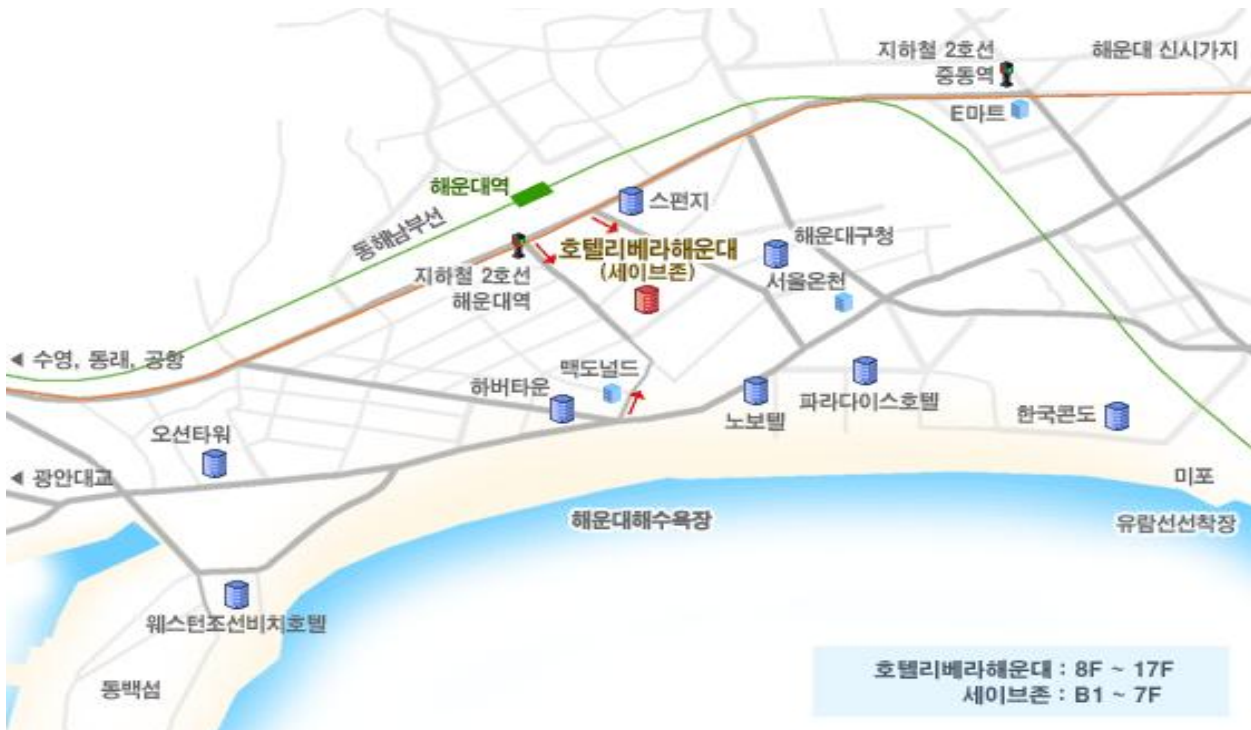 지하철 2호선
중동역
해운대 신시가지
E마트
해운대역
스펀지
동해남부선
호텔리베라해운대
(세이브존)
해운대구청
지하철 2호선
해운대역
서울온천
◀ 수영, 동래, 공항
맥도널드
하버타운
노보텔
파라다이스호텔
한국콘도
오션타워
◀ 광안대교
미포
해운대해수욕장
유람선선착장
웨스턴조선비치호텔
동백섬
호텔리베라해운대 : 8F ~ 17F
세이브존 : B1 ~ 7F